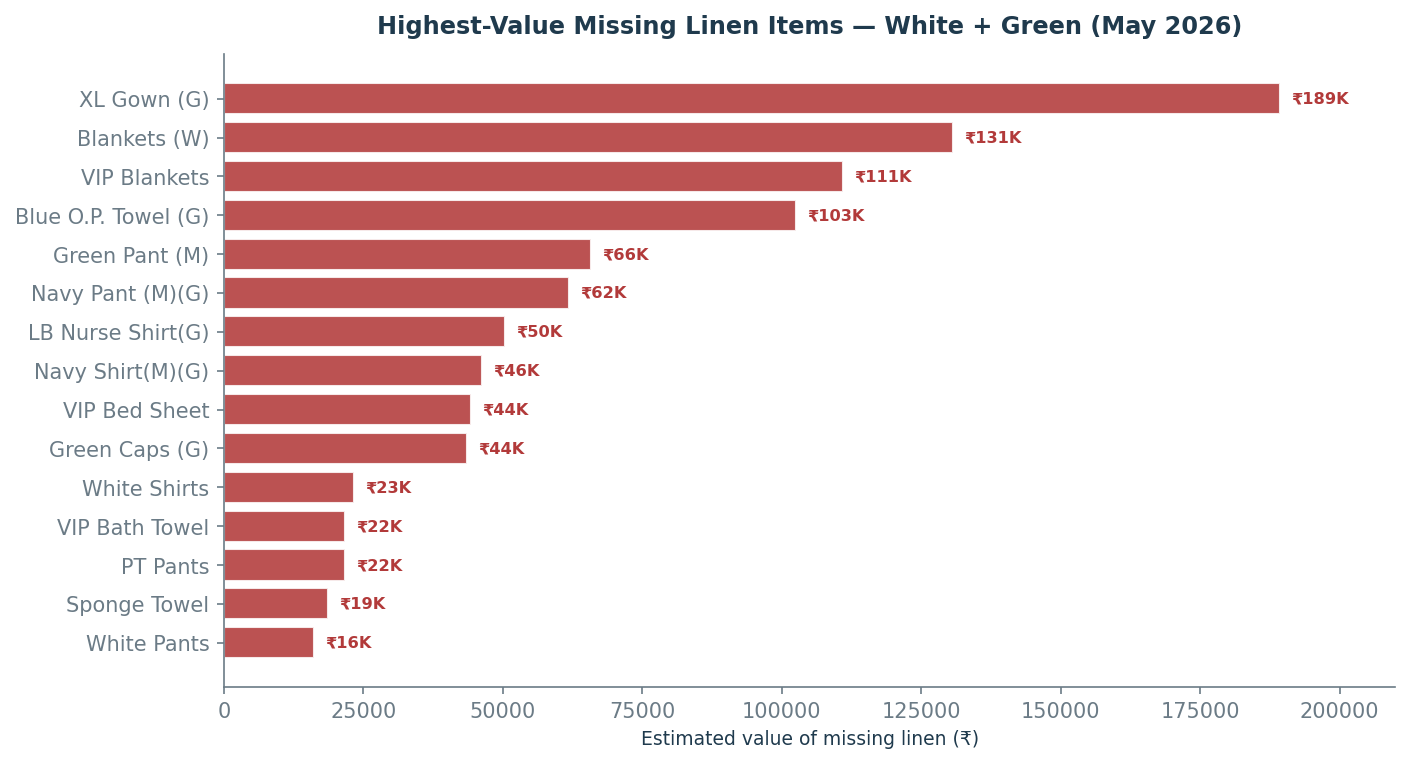 Highest-Value Missing Linen Items — White + Green (May 2026)
XL Gown (G) ₹189K
Blankets (W) ₹131K
VIP Blankets ₹111K
Blue O.P. Towel (G) ₹103K
Green Pant (M) ₹66K
Navy Pant (M)(G) ₹62K
LB Nurse Shirt(G) ₹50K
Navy Shirt(M)(G) ₹46K
VIP Bed Sheet ₹44K
Green Caps (G) ₹44K
White Shirts ₹23K
VIP Bath Towel ₹22K
PT Pants ₹22K
Sponge Towel ₹19K
White Pants ₹16K
0 25000 50000 75000 100000 125000 150000 175000 200000
Estimated value of missing linen (₹)